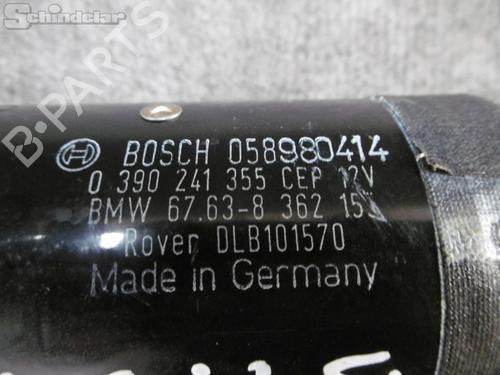 Schindelar
B-PARTS
BOSCH 058980414
0 390 241 355 CEP 12V
BMW 67.63-8 362 15
Rover DLB101570
Made in Germany